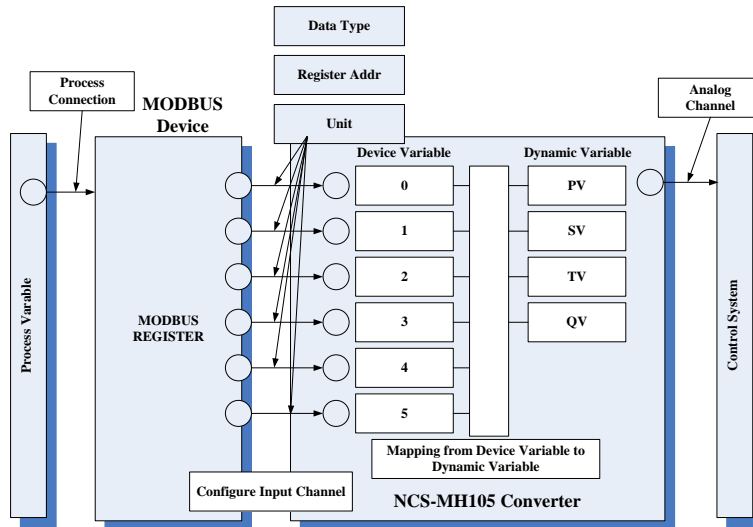 Data Type
Register Addr
Unit
Process
Connection
MODBUS
Device
Analog
Channel
Device Variable
Dynamic Variable
0
PV
1
SV
2
TV
3
QV
4
5
Process Varable
MODBUS
REGISTER
Control System
Mapping from Device Variable to
Dynamic Variable
Configure Input Channel
NCS-MH105 Converter